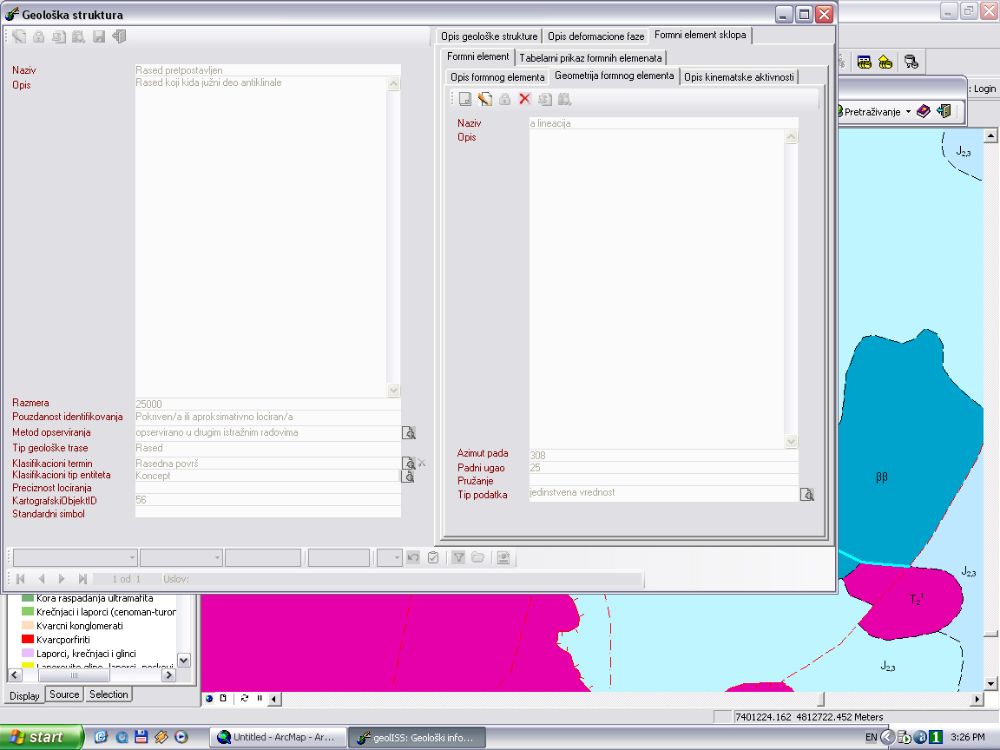 Geološka struktura
Naziv Rased pretpostavljen
Opis Rased koji kida južni deo antiklinale
Razmera 25000
Pouzdanost identifikovanja Pokriven/a ili aproksimativno lociran/a
Metod opserviranja opservirano u drugim istražnim radovima
Tip geološke trase Rased
Klasifikacioni termin Rasedna površ
Klasifikacioni tip entiteta Koncept
Preciznost lociranja
KartografskiObjektID 56
Standardni simbol
Opis geološke strukture Opis deformacione faze Formni element sklopa
Formni element Tabelarni prikaz formnih elemenata
Opis formnog elementa Geometrija formnog elementa Opis kinematske aktivnosti
Naziv a lineacija
Opis
Azimut pada 308
Padni ugao 25
Pružanje
Tip podatka jedinstvena vrednost
1 od 1 Uslov:
: Login
Pretraživanje
J2,3
ββ
J2,3
T2 1
J2,3
Kora raspadanja ultramafita
Krečnjaci i laporci (cenoman-turon
Kvarcni konglomerati
Kvarcporfiriti
Laporci, krečnjaci i glinci
Display Source Selection
7401224.162 4812722.452 Meters
start Untitled - ArcMap - Ar... geolISS: Geološki info... EN 1 3:26 PM